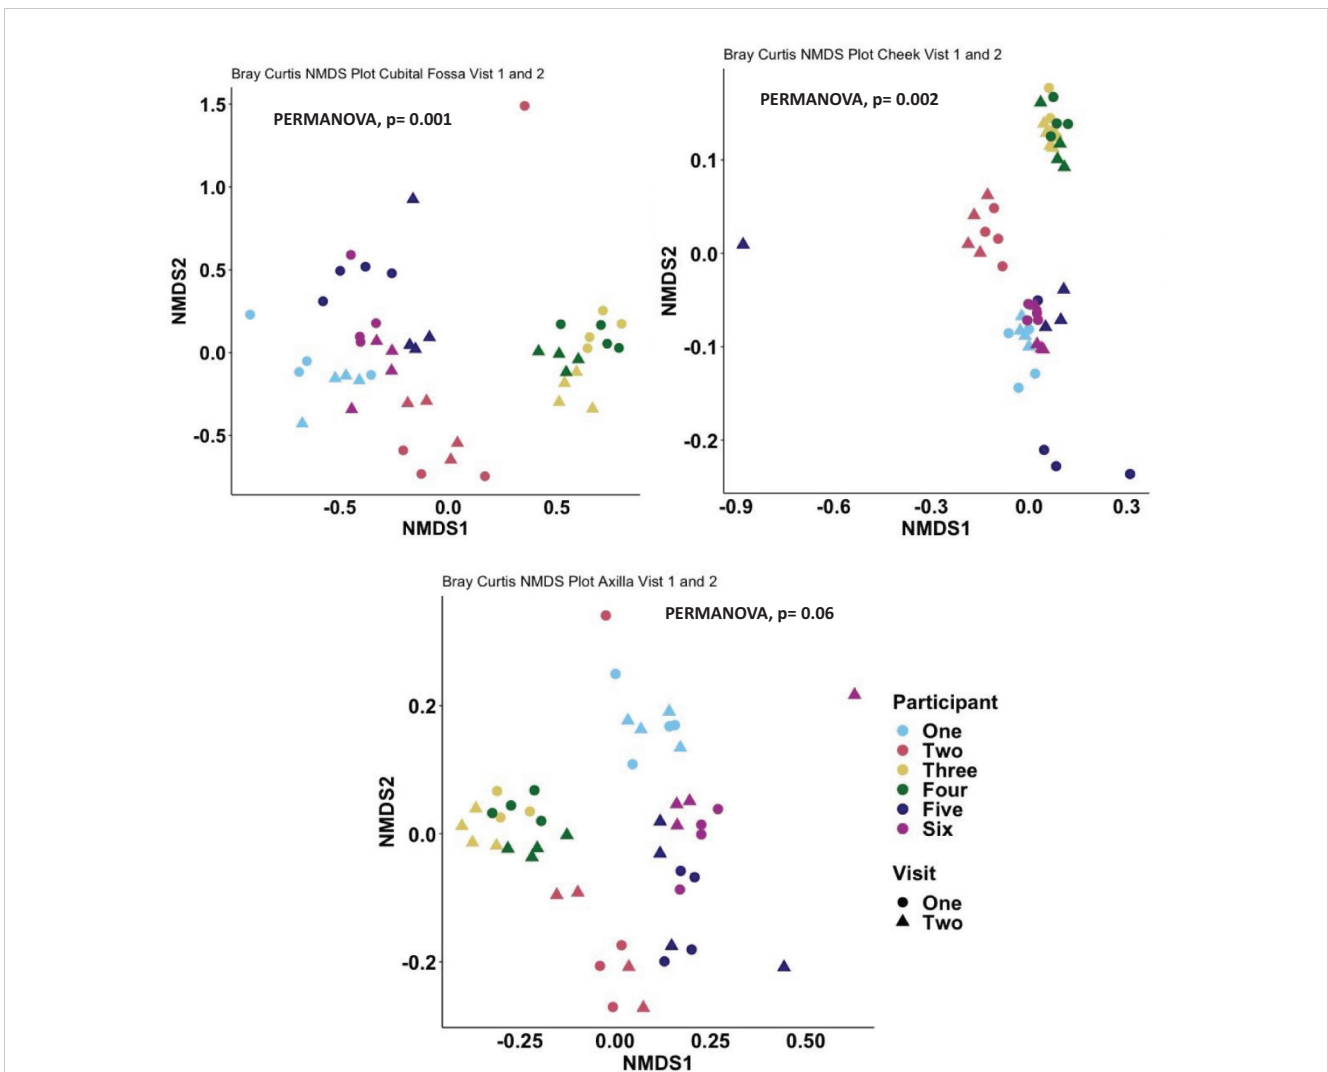 Bray Curtis NMDS Plot Cubital Fossa Vist 1 and 2
PERMANOVA, p= 0.001
1.5
1.0
0.5
0.0
-0.5
NMDS2
-0.5 0.0 0.5
NMDS1
Bray Curtis NMDS Plot Cheek Vist 1 and 2
PERMANOVA, p= 0.002
0.1
0.0
-0.1
-0.2
NMDS2
-0.9 -0.6 -0.3 0.0 0.3
NMDS1
Bray Curtis NMDS Plot Axilla Vist 1 and 2
PERMANOVA, p= 0.06
0.2
0.0
-0.2
NMDS2
-0.25 0.00 0.25 0.50
NMDS1
Participant
One
Two
Three
Four
Five
Six
Visit
One
Two